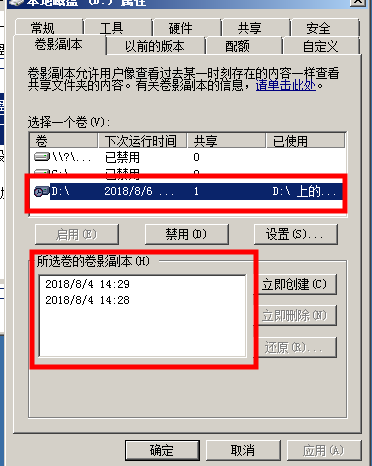 本地磁盘 (D:) 属性
常规 工具 硬件 共享 安全
卷影副本 以前的版本 配额 自定义
卷影副本允许用户像查看过去某一时刻存在的内容一样查看
共享文件夹的内容。有关卷影副本的信息，请单击此处。
选择一个卷(V):
卷 下次运行时间 共享 已使用
\\?\... 已禁用 0
C:\ 已禁用 0
D:\ 2018/8/6 ... 1 D:\ 上的...
启用(E) 禁用(D) 设置(S)...
所选卷的卷影副本(H)
2018/8/4 14:29
2018/8/4 14:28
立即创建(C)
立即删除(N)
还原(R)...
确定 取消 应用(A)